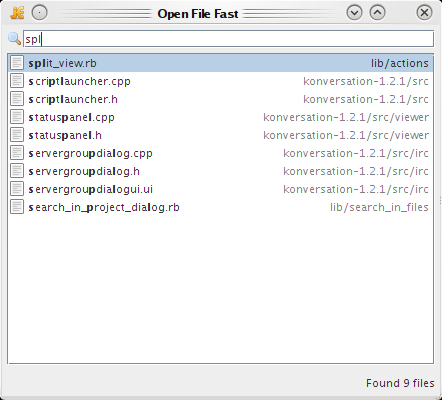 Open File Fast
spl
split_view.rb lib/actions
scriptlauncher.cpp konversation-1.2.1/src
scriptlauncher.h konversation-1.2.1/src
statuspanel.cpp konversation-1.2.1/src/viewer
statuspanel.h konversation-1.2.1/src/viewer
servergroupdialog.cpp konversation-1.2.1/src/irc
servergroupdialog.h konversation-1.2.1/src/irc
servergroupdialogui.ui konversation-1.2.1/src/irc
search_in_project_dialog.rb lib/search_in_files
Found 9 files